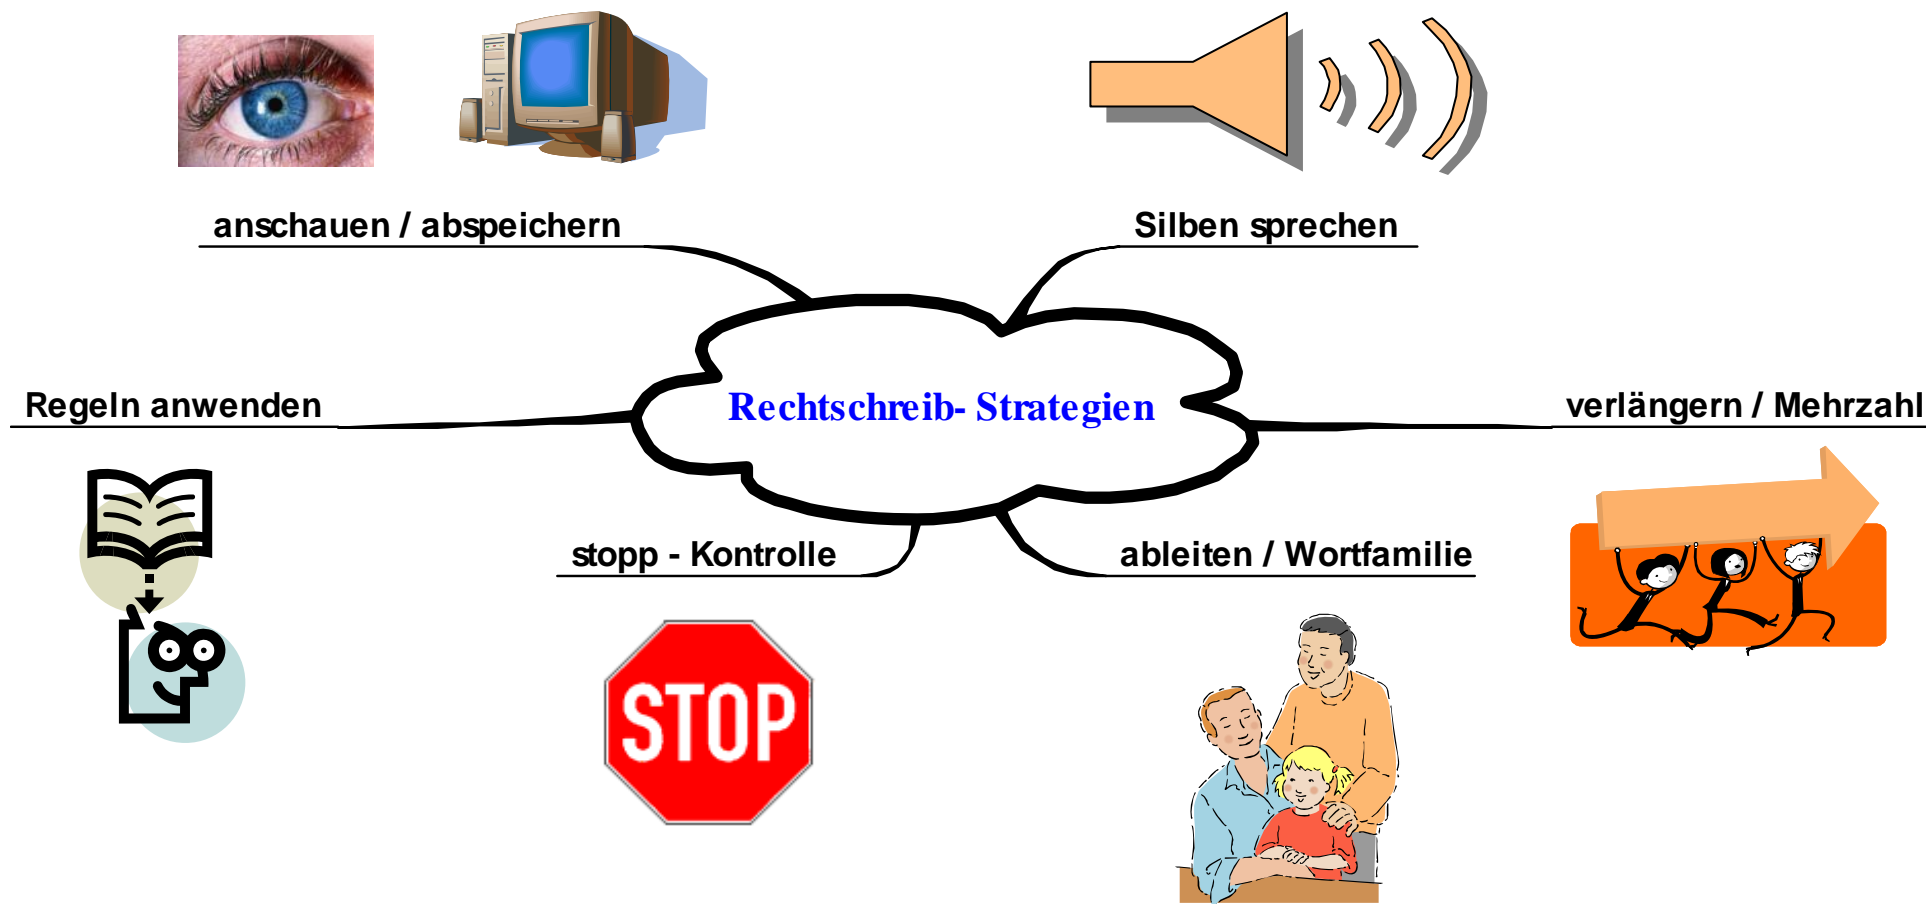 anschauen / abspeichern
Silben sprechen
Regeln anwenden
Rechtschreib- Strategien
verlängern / Mehrzahl
stopp - Kontrolle
ableiten / Wortfamilie
STOP